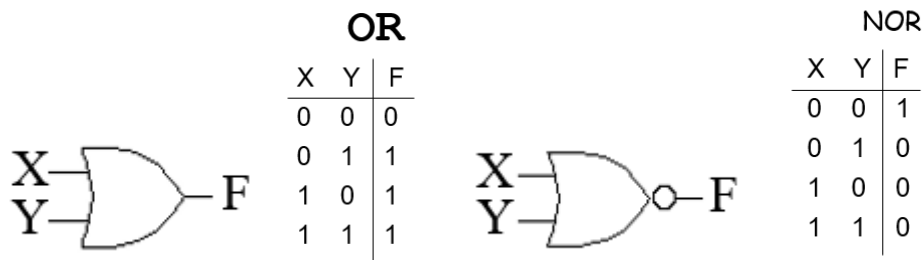 OR
X Y F
0 0 0
0 1 1
1 0 1
1 1 1
X
Y
F
NOR
X Y F
0 0 1
0 1 0
1 0 0
1 1 0
X
Y
F